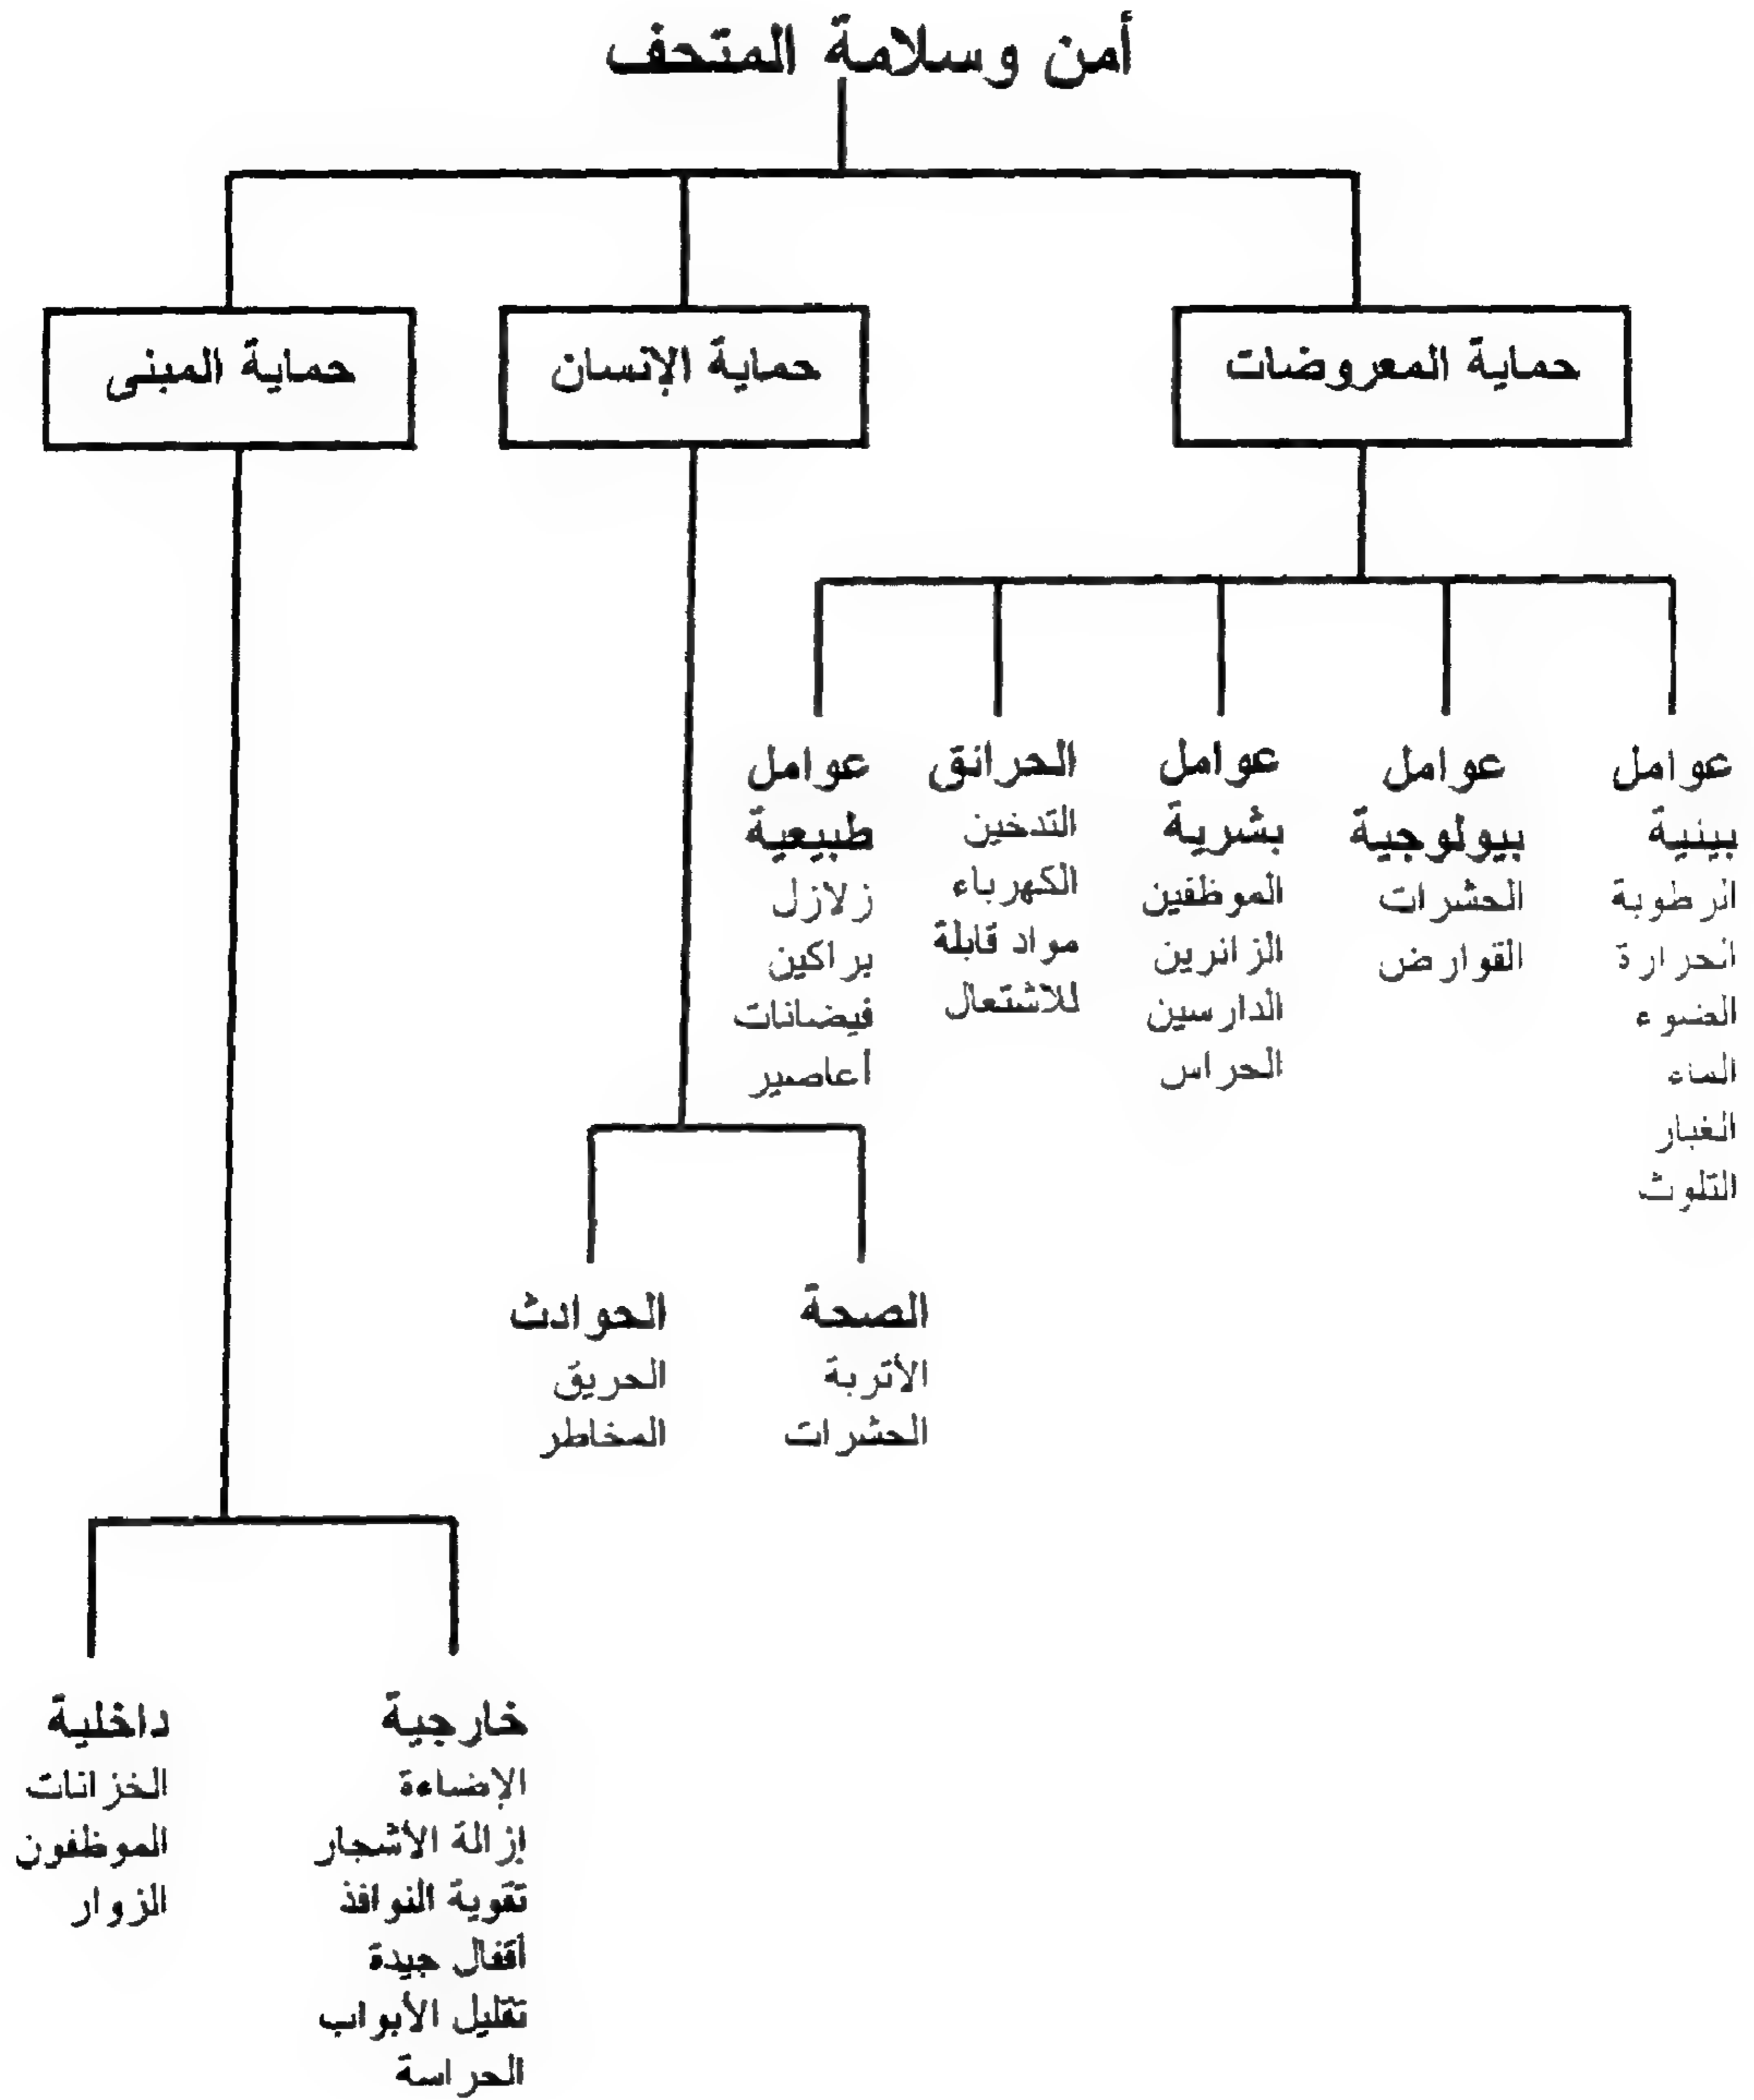 أمن وسلامة المتحف
حماية المعروضات
حماية الإنسان
حماية المبنى
عوامل
بيئية
الرطوبة
الحرارة
الضوء
الماء
الغبار
التلوث
عوامل
بيولوجية
الحشرات
القوارض
عوامل
بشرية
الموظفين
الزائرين
الدارسين
الحراس
الحرائق
التدخين
الكهرباء
مواد قابلة
للاشتعال
عوامل
طبيعية
زلازل
براكين
فيضانات
أعاصير
الصحة
الأتربة
الحشرات
الحوادث
الحريق
المخاطر
خارجية
الإضاءة
إزالة الأشجار
تقوية النوافذ
أقفال جيدة
تقليل الأبواب
الحراسة
داخلية
الخزانات
الموظفون
الزوار